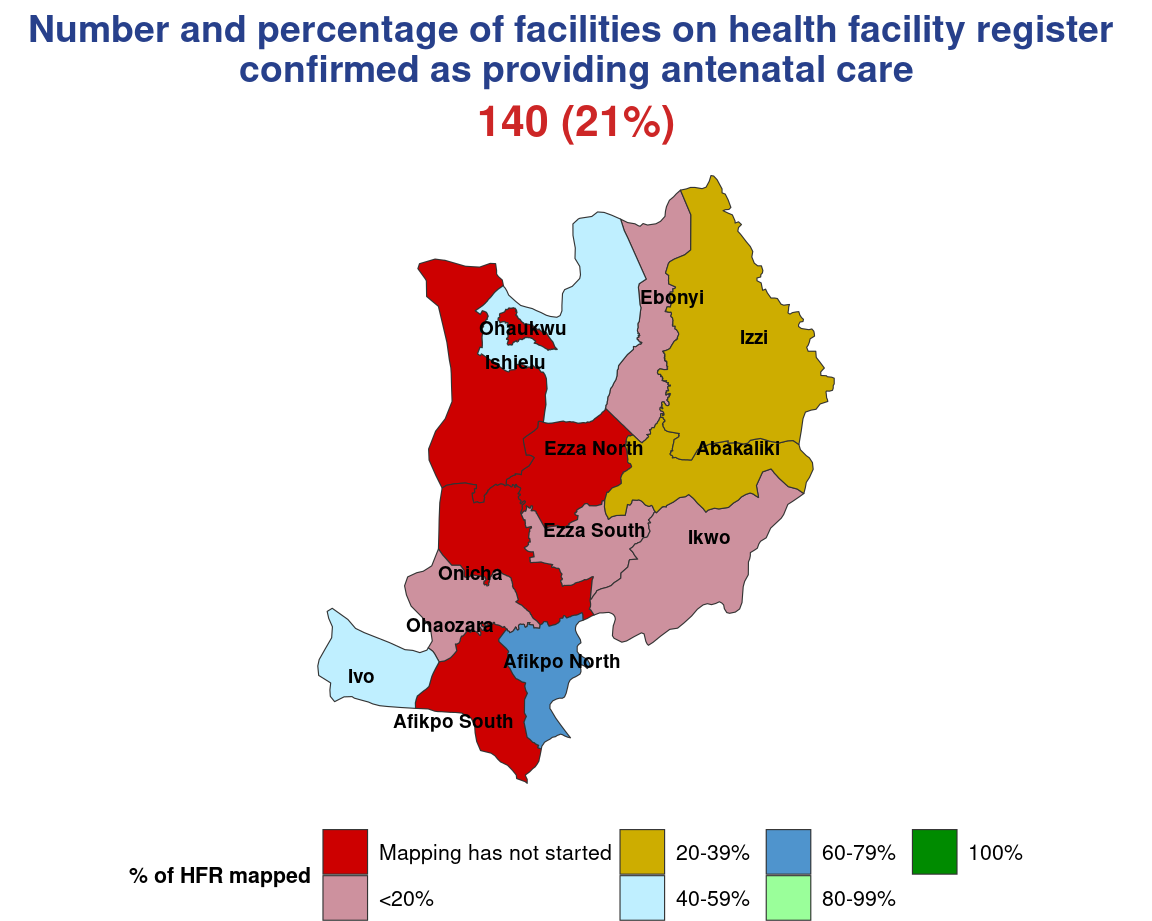 Number and percentage of facilities on health facility register
confirmed as providing antenatal care
140 (21%)
Ebonyi
Ohaukwu
Izzi
Ishielu
Ezza North
Abakaliki
Ezza South
Ikwo
Onicha
Ohaozara
Afikpo North
Ivo
Afikpo South
% of HFR mapped
Mapping has not started
<20%
20-39%
40-59%
60-79%
80-99%
100%